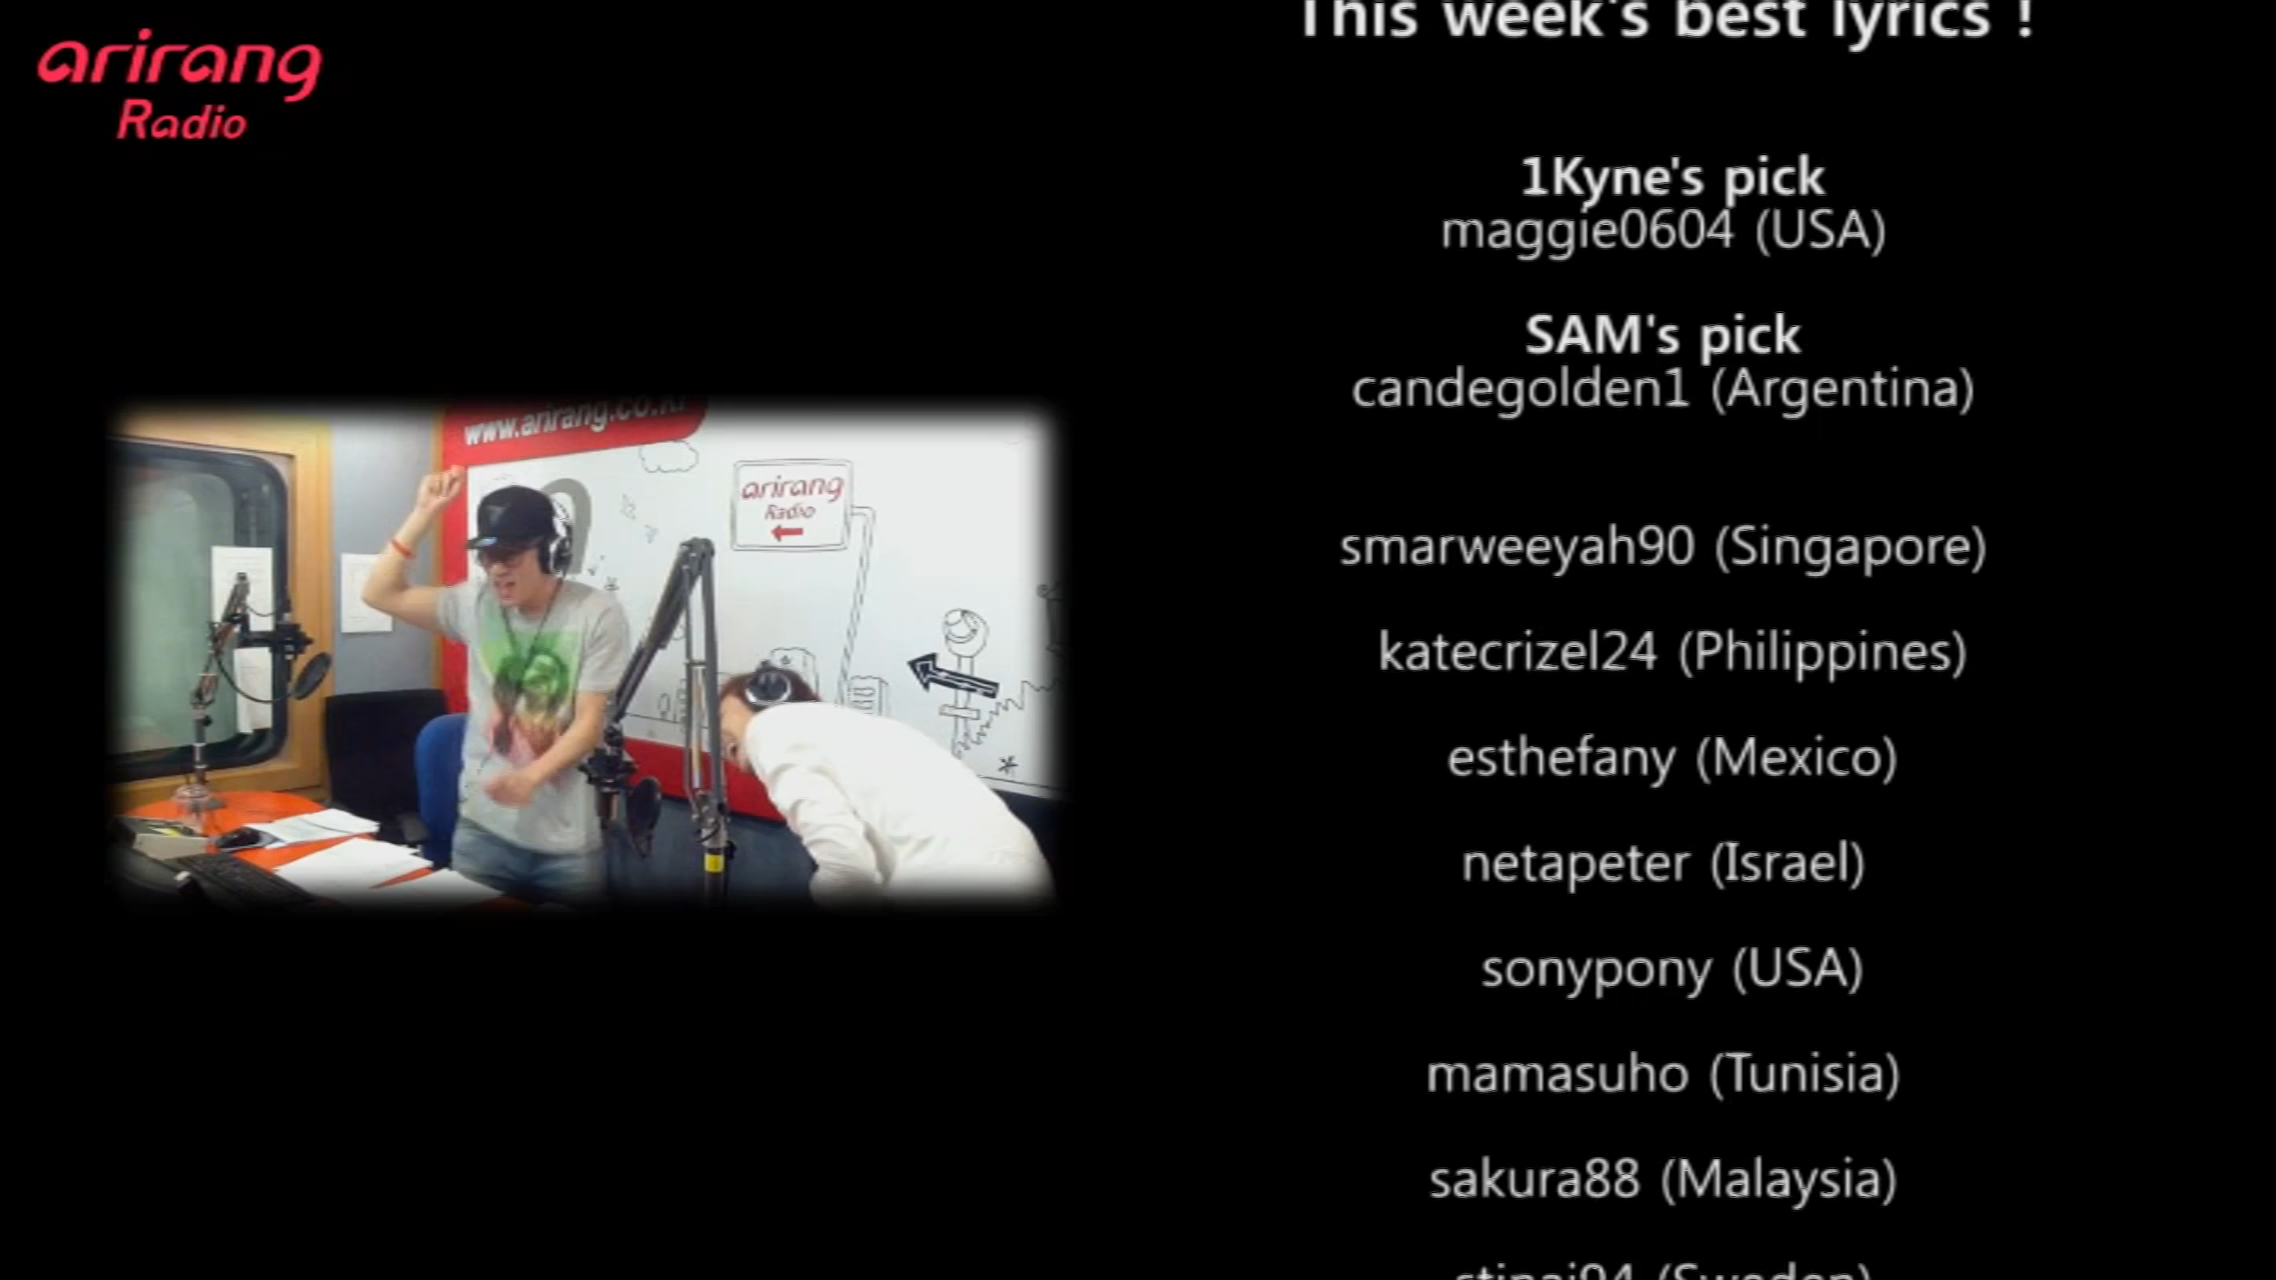 arirang
Radio
This week's best lyrics !
1Kyne's pick
maggie0604 (USA)
SAM's pick
candegolden1 (Argentina)
smarweeyah90 (Singapore)
katecrizel24 (Philippines)
esthefany (Mexico)
netapeter (Israel)
sonypony (USA)
mamasuho (Tunisia)
sakura88 (Malaysia)
(Sweden)
www.arirang.co.kr
arirang
Radio